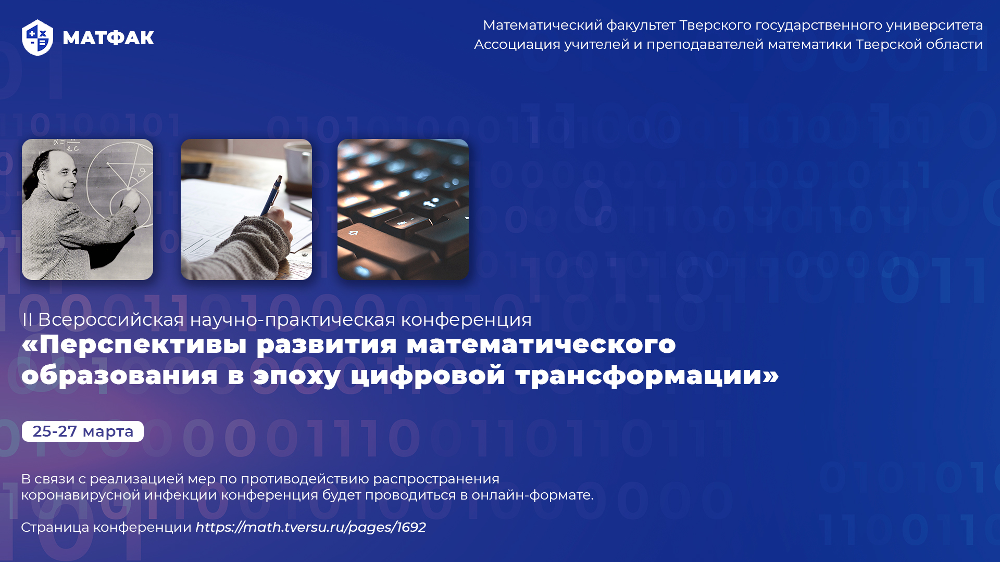 МАТФАК
Математический факультет Тверского государственного университета
Ассоциация учителей и преподавателей математики Тверской области
II Всероссийская научно-практическая конференция
«Перспективы развития математического
образования в эпоху цифровой трансформации»
25-27 марта
В связи с реализацией мер по противодействию распространения
коронавирусной инфекции конференция будет проводиться в онлайн-формате.
Страница конференции https://math.tversu.ru/pages/1692